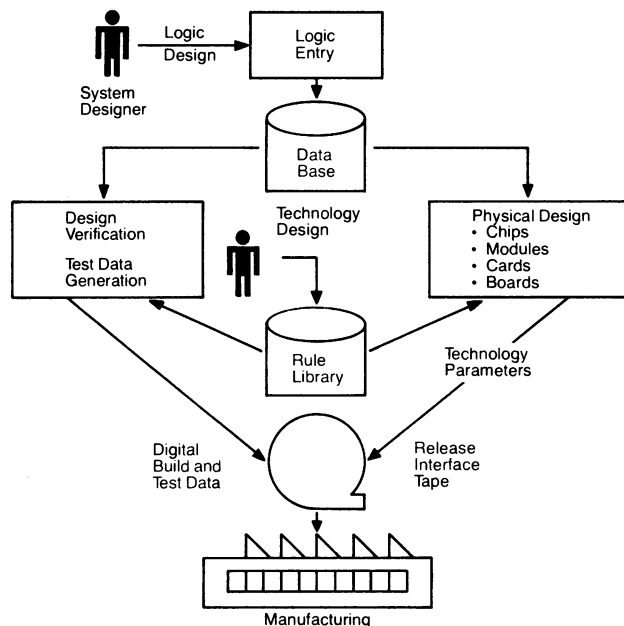 Logic
Design
Logic
Entry
System
Designer
Data
Base
Design
Verification
Test Data
Generation
Technology
Design
Physical Design
• Chips
• Modules
• Cards
• Boards
Rule
Library
Technology
Parameters
Digital
Build and
Test Data
Release
Interface
Tape
Manufacturing